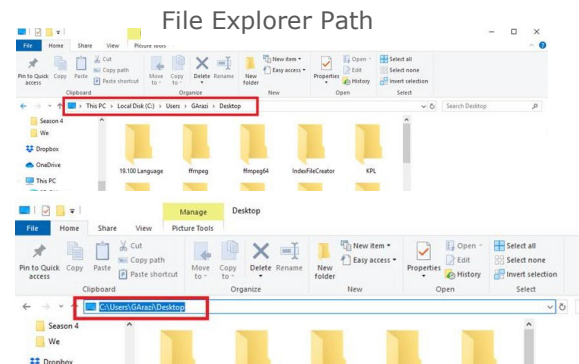 File Explorer Path
File Home Share View Picture Tools
Pin to Quick access Copy Paste Cut Copy path Paste shortcut Move to Copy to Delete Rename New folder New item Easy access Properties Open Edit History Select all Select none Invert selection
Clipboard Organize New Open Select
This PC > Local Disk (C:) > Users > GArazi > Desktop Search Desktop
Season 4
We
Dropbox
OneDrive
This PC
19.100 Language ffmpeg ffmpeg64 IndexFileCreator KPL
Manage Desktop
File Home Share View Picture Tools
Pin to Quick access Copy Paste Cut Copy path Paste shortcut Move to Copy to Delete Rename New folder New item Easy access Properties Open Edit History Select all Select none Invert selection
Clipboard Organize New Open Select
C:\Users\GArazi\Desktop
Season 4
We
Dropbox